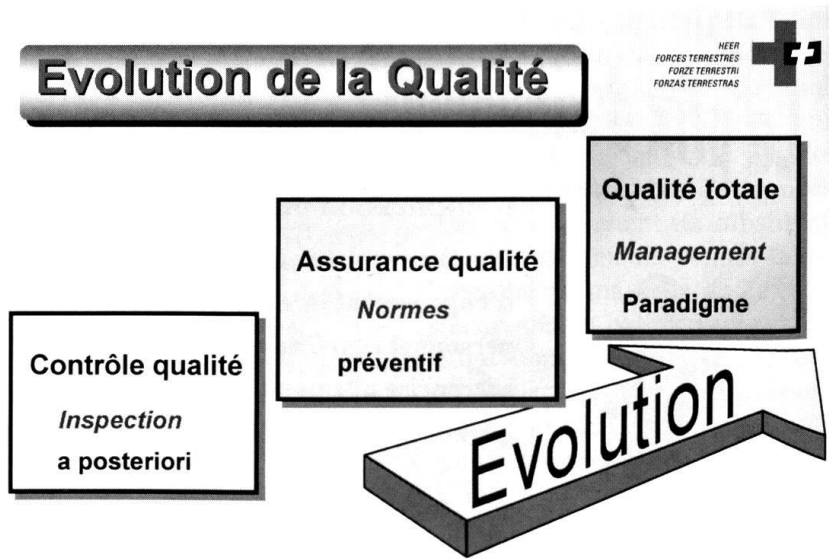 Evolution de la Qualité
HEER
FORCES TERRESTRES
FORZE TERRESTRI
FORZAS TERRESTRAS
Qualité totale
Management
Paradigme
Assurance qualité
Normes
préventif
Contrôle qualité
Inspection
a posteriori
Evolution